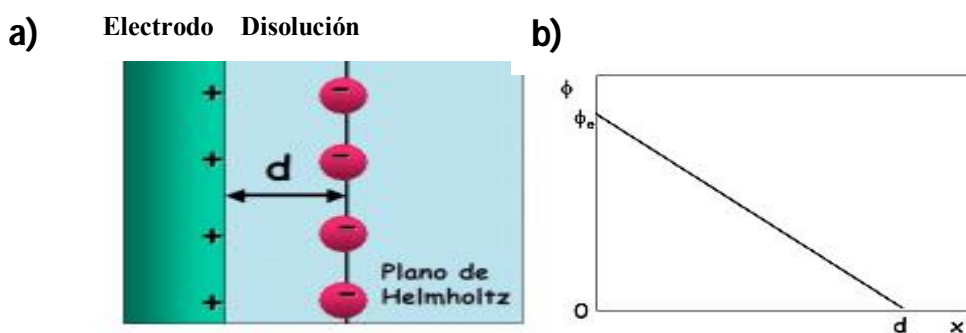 a)
Electrodo Disolución
+ −
+ −
d
+ −
+ −
Plano de
Helmholtz
b)
ϕ
ϕe
0
d x